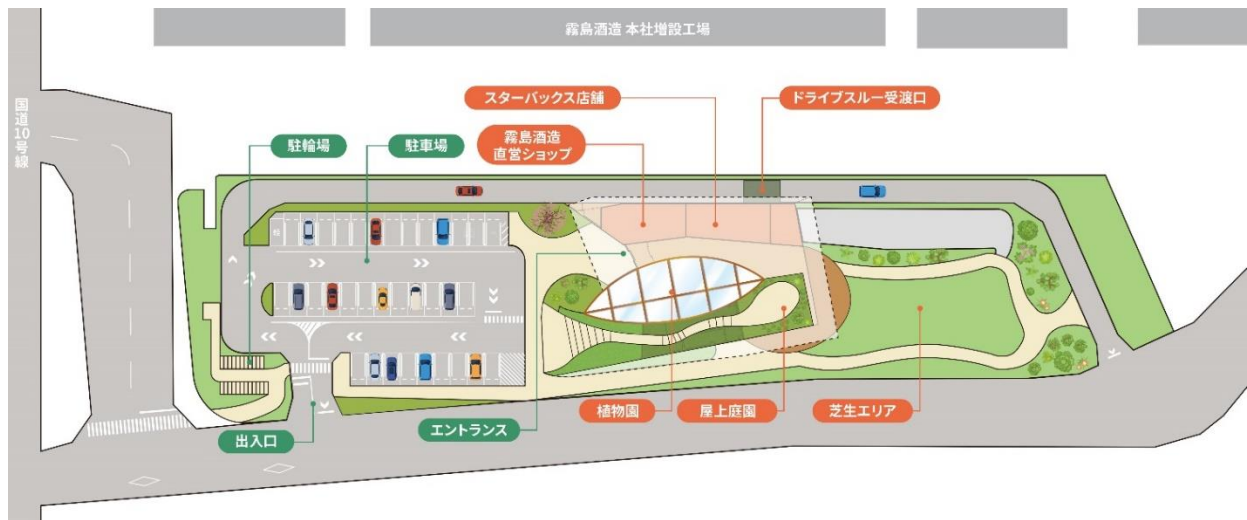 霧島酒造 本社増設工場
国道10号線
スターバックス店舗
ドライブスルー受渡口
霧島酒造
直営ショップ
駐輪場
駐車場
植物園
屋上庭園
芝生エリア
エントランス
出入口